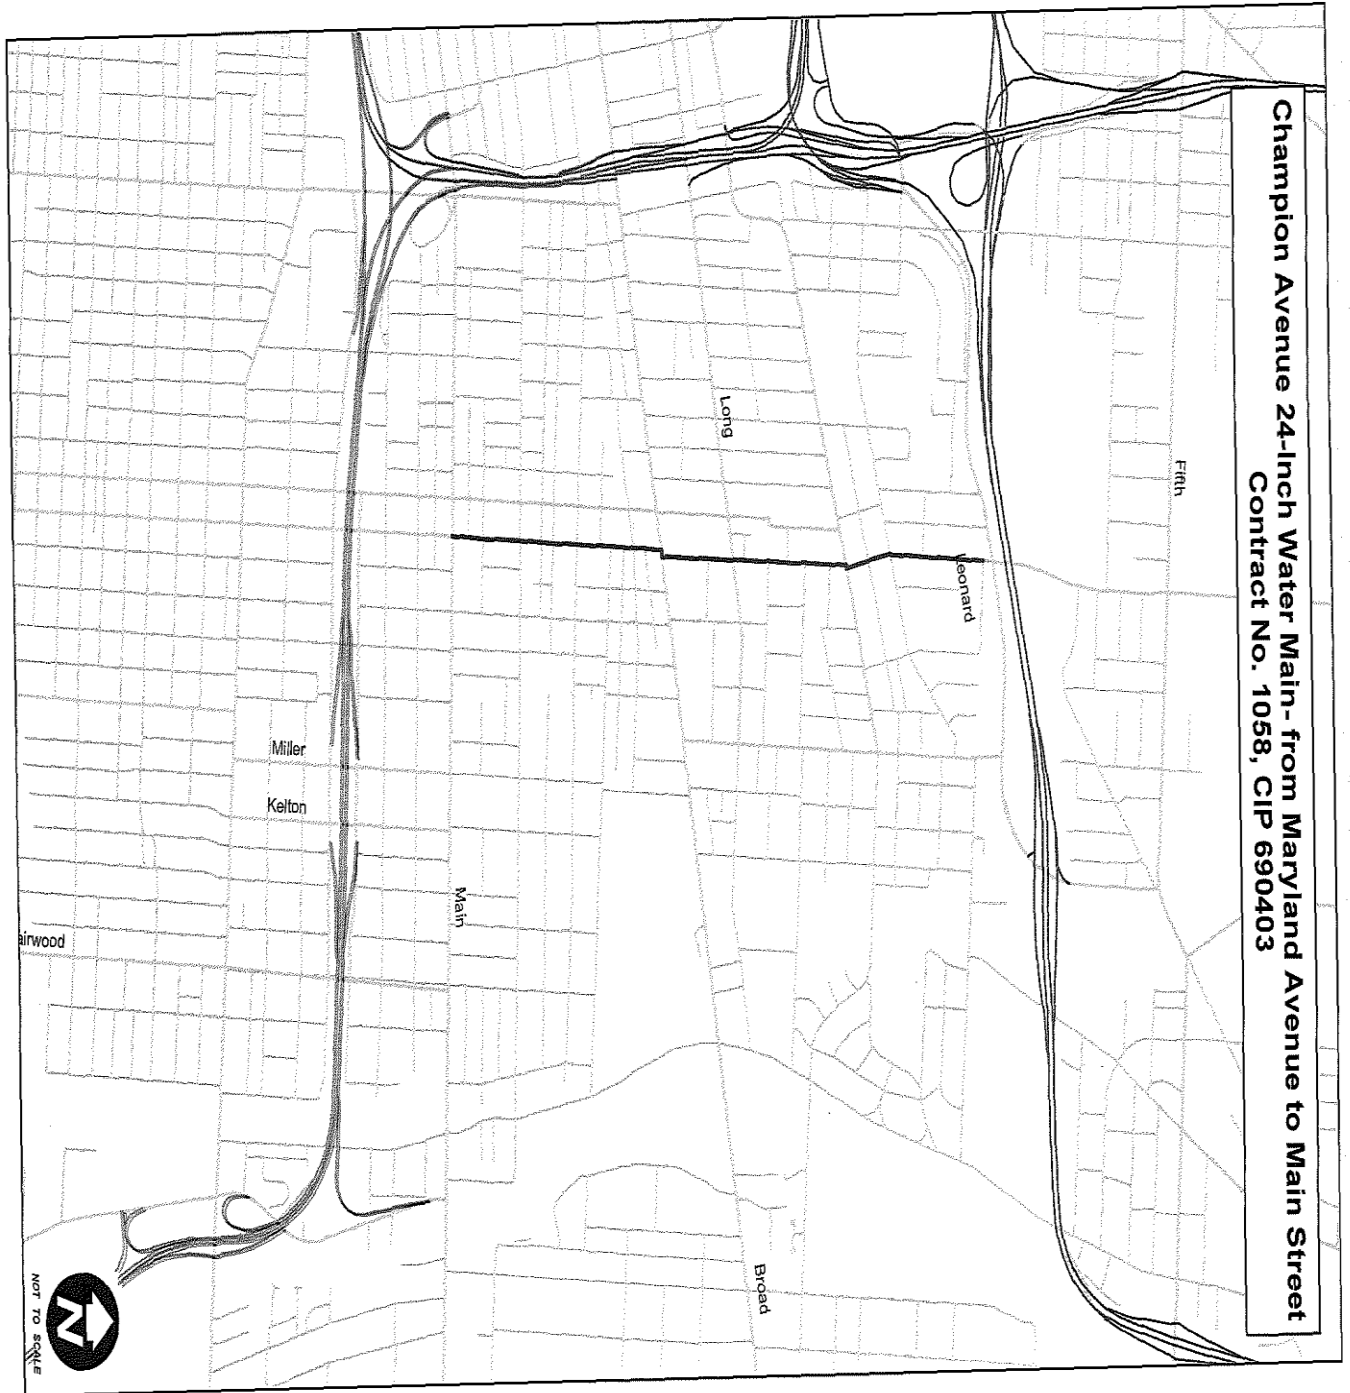 Champion Avenue 24-Inch Water Main- from Maryland Avenue to Main Street
Contract No. 1058, CIP 690403
Fifth
Long
Leonard
Miller
Kelton
Main
airwood
Broad
N
NOT TO SCALE